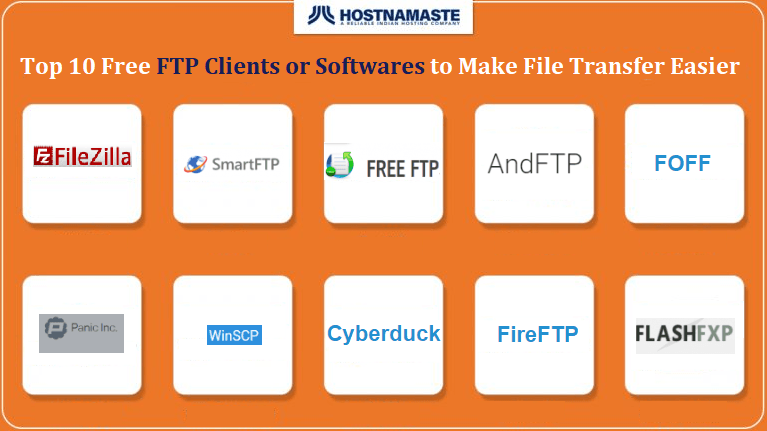 HOSTNAMASTE
A RELIABLE INDIAN HOSTING COMPANY
Top 10 Free FTP Clients or Softwares to Make File Transfer Easier
FZ FileZilla
SmartFTP
FREE FTP
AndFTP
FOFF
Panic Inc.
WinSCP
Cyberduck
FireFTP
FLASHFXP